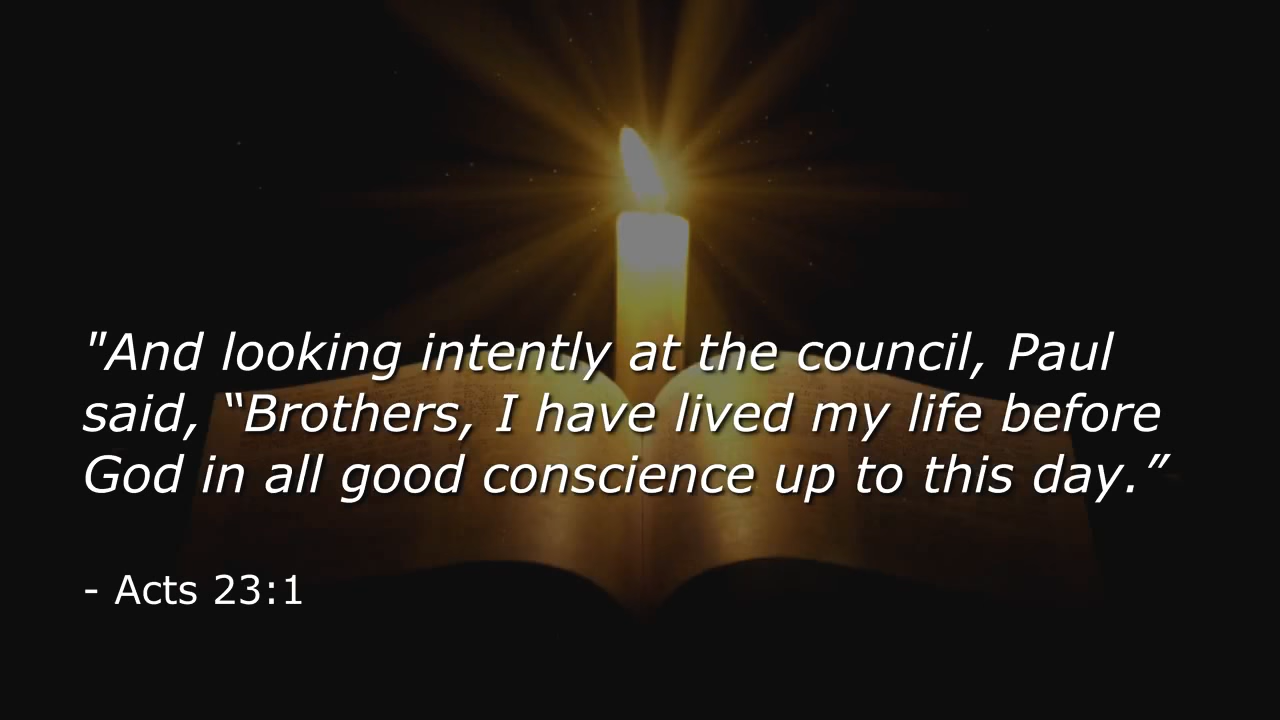 "And looking intently at the council, Paul
said, “Brothers, I have lived my life before
God in all good conscience up to this day.”
- Acts 23:1